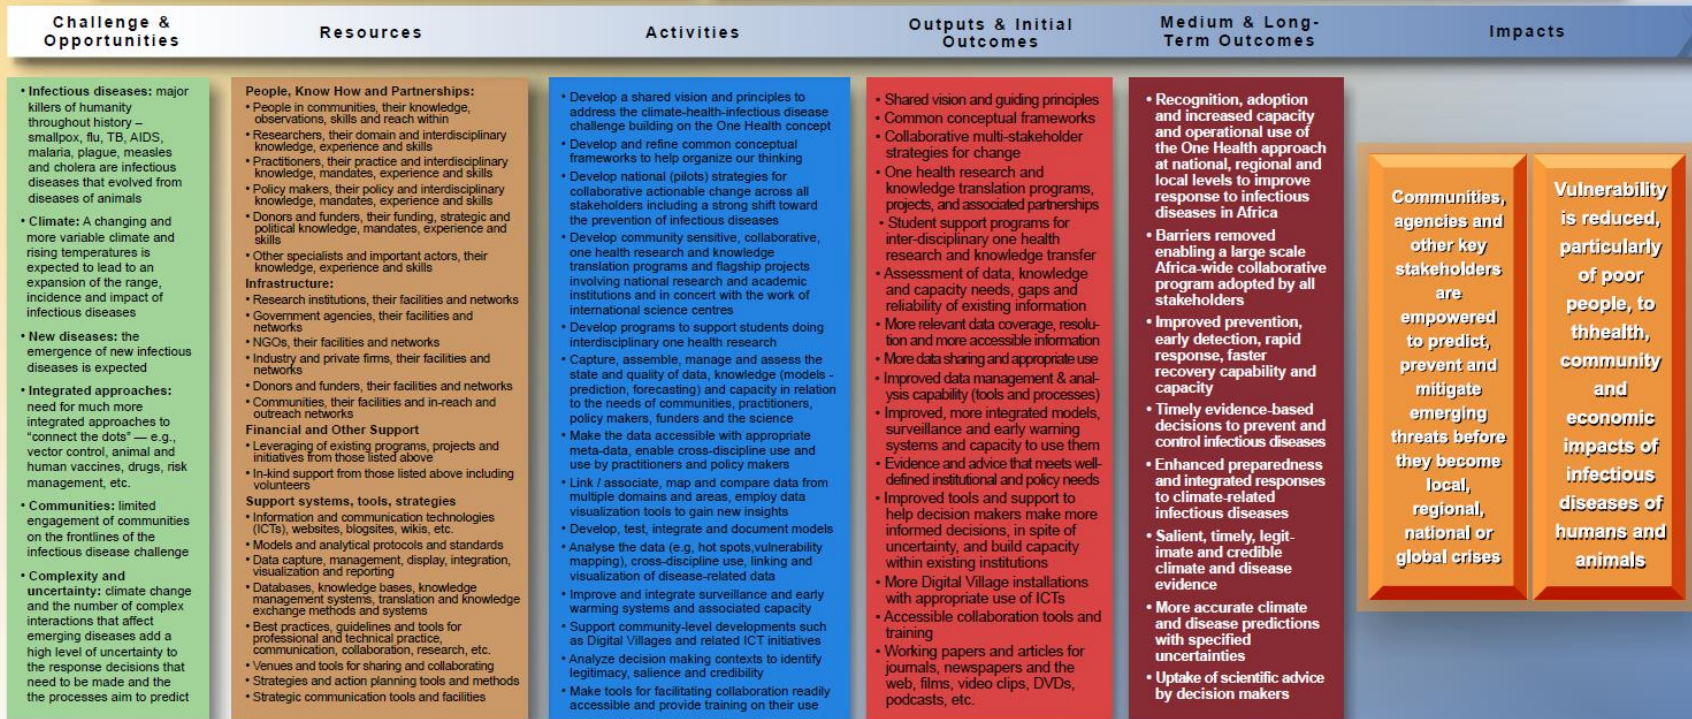 Challenge &
Opportunities
Resources
Activities
Outputs & Initial
Outcomes
Medium & Long-
Term Outcomes
Impacts
• Infectious diseases: major
killers of humanity
throughout history –
smallpox, flu, TB, AIDS,
malaria, plague, measles
and cholera are infectious
diseases that evolved from
diseases of animals
• Climate: A changing and
more variable climate and
rising temperatures is
expected to lead to an
expansion of the range,
incidence and impact of
infectious diseases
• New diseases: the
emergence of new infectious
diseases is expected
• Integrated approaches:
need for much more
integrated approaches to
“connect the dots” — e.g.,
vector control, animal and
human vaccines, drugs, risk
management, etc.
• Communities: limited
engagement of communities
on the frontlines of the
infectious disease challenge
• Complexity and
uncertainty: climate change
and the number of complex
interactions that affect
emerging diseases add a
high level of uncertainty to
the response decisions that
need to be made and the
the processes aim to predict
People, Know How and Partnerships:
• People in communities, their knowledge,
observations, skills and reach within
• Researchers, their domain and interdisciplinary
knowledge, experience and skills
• Practitioners, their practice and interdisciplinary
knowledge, mandates, experience and skills
• Policy makers, their policy and interdisciplinary
knowledge, mandates, experience and skills
• Donors and funders, their funding, strategic and
political knowledge, mandates, experience and
skills
• Other specialists and important actors, their
knowledge, experience and skills
Infrastructure:
• Research institutions, their facilities and networks
• Government agencies, their facilities and
networks
• NGOs, their facilities and networks
• Industry and private firms, their facilities and
networks
• Donors and funders, their facilities and networks
• Communities, their facilities and in-reach and
outreach networks
Financial and Other Support
• Leveraging of existing programs, projects and
initiatives from those listed above
• In-kind support from those listed above including
volunteers
Support systems, tools, strategies
• Information and communication technologies
(ICTs), websites, blogsites, wikis, etc.
• Models and analytical protocols and standards
• Data capture, management, display, integration,
visualization and reporting
• Databases, knowledge bases, knowledge
management systems, translation and knowledge
exchange methods and systems
• Best practices, guidelines and tools for
professional and technical practice,
communication, collaboration, research, etc.
• Venues and tools for sharing and collaborating
• Strategies and action planning tools and methods
• Strategic communication tools and facilities
• Develop a shared vision and principles to
address the climate-health-infectious disease
challenge building on the One Health concept
• Develop and refine common conceptual
frameworks to help organize our thinking
• Develop national (pilots) strategies for
collaborative actionable change across all
stakeholders including a strong shift toward
the prevention of infectious diseases
• Develop community sensitive, collaborative,
one health research and knowledge
translation programs and flagship projects
involving national research and academic
institutions and in concert with the work of
international science centres
• Develop programs to support students doing
interdisciplinary one health research
• Capture, assemble, manage and assess the
state and quality of data, knowledge (models -
prediction, forecasting) and capacity in relation
to the needs of communities, practitioners,
policy makers, funders and the science
• Make the data accessible with appropriate
meta-data, enable cross-discipline use and
use by practitioners and policy makers
• Link / associate, map and compare data from
multiple domains and areas, employ data
visualization tools to gain new insights
• Develop, test, integrate and document models
• Analyse the data (e.g, hot spots,vulnerability
mapping), cross-discipline use, linking and
visualization of disease-related data
• Improve and integrate surveillance and early
warming systems and associated capacity
• Support community-level developments such
as Digital Villages and related ICT initiatives
• Analyze decision making contexts to identify
legitimacy, salience and credibility
• Make tools for facilitating collaboration readily
accessible and provide training on their use
• Shared vision and guiding principles
• Common conceptual frameworks
• Collaborative multi-stakeholder
strategies for change
• One health research and
knowledge translation programs,
projects, and associated partnerships
• Student support programs for
inter-disciplinary one health
research and knowledge transfer
• Assessment of data, knowledge
and capacity needs, gaps and
reliability of existing information
• More relevant data coverage, resolu-
tion and more accessible information
• More data sharing and appropriate use
• Improved data management & anal-
ysis capability (tools and processes)
• Improved, more integrated models,
surveillance and early warning
systems and capacity to use them
• Evidence and advice that meets well-
defined institutional and policy needs
• Improved tools and support to
help decision makers make more
informed decisions, in spite of
uncertainty, and build capacity
within existing institutions
• More Digital Village installations
with appropriate use of ICTs
• Accessible collaboration tools and
training
• Working papers and articles for
journals, newspapers and the
web, films, video clips, DVDs,
podcasts, etc.
• Recognition, adoption
and increased capacity
and operational use of
the One Health approach
at national, regional and
local levels to improve
response to infectious
diseases in Africa
• Barriers removed
enabling a large scale
Africa-wide collaborative
program adopted by all
stakeholders
• Improved prevention,
early detection, rapid
response, faster
recovery capability and
capacity
• Timely evidence-based
decisions to prevent and
control infectious diseases
• Enhanced preparedness
and integrated responses
to climate-related
infectious diseases
• Salient, timely, legit-
imate and credible
climate and disease
evidence
• More accurate climate
and disease predictions
with specified
uncertainties
• Uptake of scientific advice
by decision makers
Communities,
agencies and
other key
stakeholders
are
empowered
to predict,
prevent and
mitigate
emerging
threats before
they become
local,
regional,
national or
global crises
Vulnerability
is reduced,
particularly
of poor
people, to
thhealth,
community
and
economic
impacts of
infectious
diseases of
humans and
animals